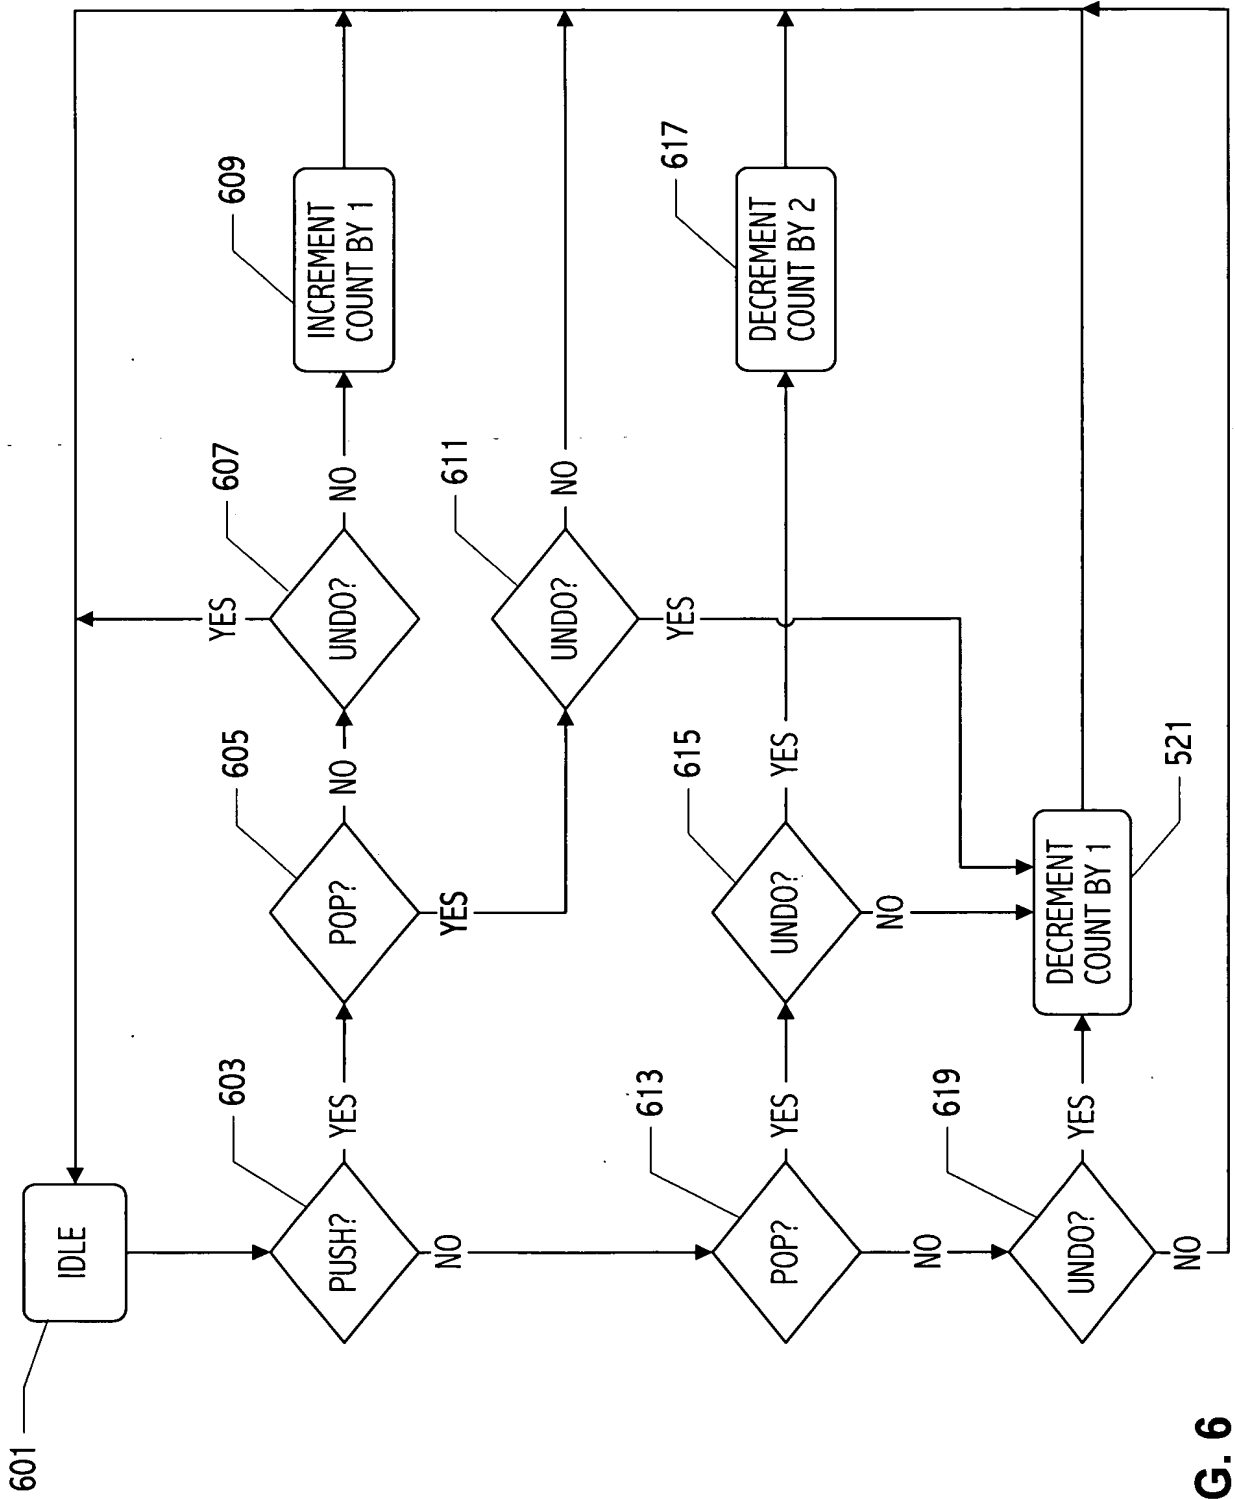 601
IDLE
603
PUSH?
YES
NO
605
POP?
NO
YES
607
UNDO?
YES
NO
609
INCREMENT
COUNT BY 1
611
UNDO?
NO
YES
613
POP?
YES
NO
615
UNDO?
YES
NO
617
DECREMENT
COUNT BY 2
619
UNDO?
YES
NO
521
DECREMENT
COUNT BY 1
G. 6